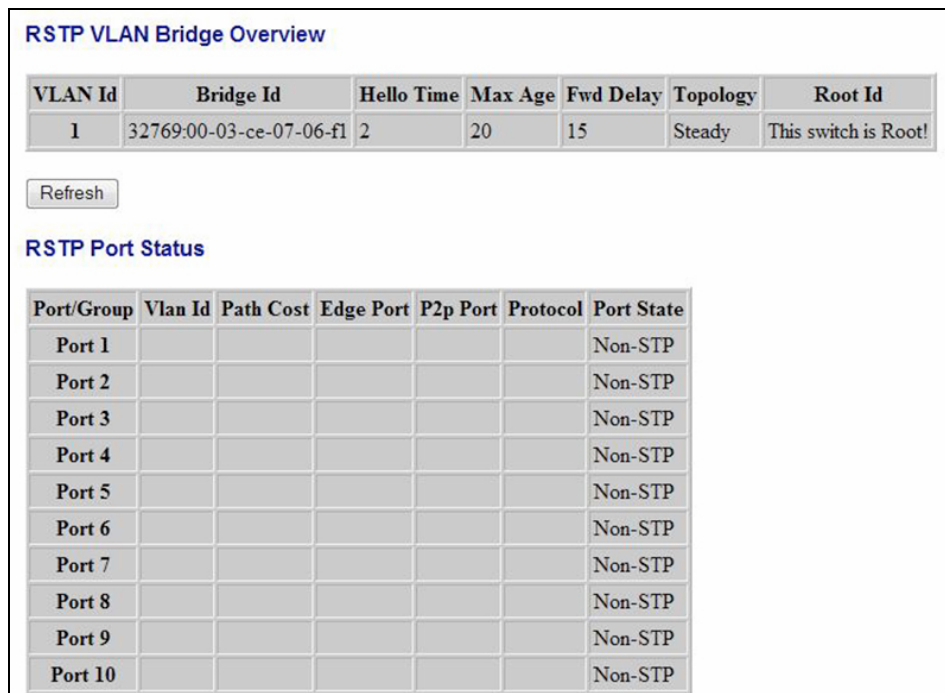 RSTP VLAN Bridge Overview
VLAN Id Bridge Id Hello Time Max Age Fwd Delay Topology Root Id
1 32769:00-03-ce-07-06-f1 2 20 15 Steady This switch is Root!
Refresh
RSTP Port Status
Port/Group Vlan Id Path Cost Edge Port P2p Port Protocol Port State
Port 1 Non-STP
Port 2 Non-STP
Port 3 Non-STP
Port 4 Non-STP
Port 5 Non-STP
Port 6 Non-STP
Port 7 Non-STP
Port 8 Non-STP
Port 9 Non-STP
Port 10 Non-STP